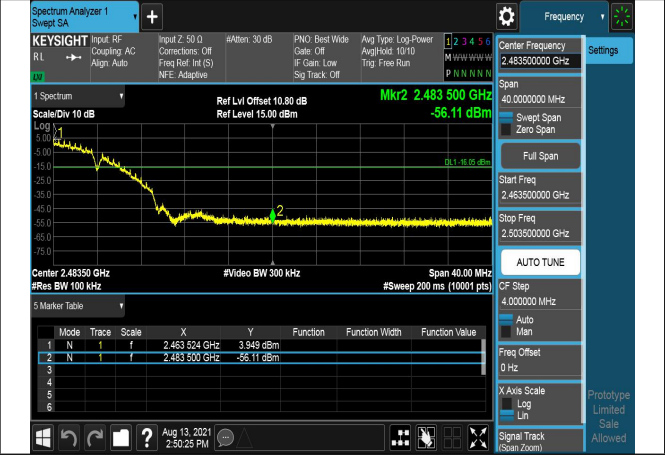 Spectrum Analyzer 1
Swept SA
+
Frequency
KEYSIGHT
RL
LXI
Input: RF
Coupling: AC
Align: Auto
Input Z: 50 Ω
Corrections: Off
Freq Ref: Int (S)
NFE: Adaptive
#Atten: 30 dB
PNO: Best Wide
Gate: Off
IF Gain: Low
Sig Track: Off
Avg Type: Log-Power
Avg|Hold: 10/10
Trig: Free Run
1 2 3 4 5 6
M W W W W W
P N N N N N
Center Frequency
2.483500000 GHz
Settings
Span
40.0000000 MHz
Swept Span
Zero Span
Full Span
Start Freq
2.463500000 GHz
Stop Freq
2.503500000 GHz
AUTO TUNE
CF Step
4.000000 MHz
Auto
Man
Freq Offset
0 Hz
X Axis Scale
Log
Lin
Signal Track
(Span Zoom)
1 Spectrum
Scale/Div 10 dB
Ref Lvl Offset 10.80 dB
Ref Level 15.00 dBm
Mkr2 2.483 500 GHz
-56.11 dBm
Log
5.00
-5.00
-15.0
-25.0
-35.0
-45.0
-55.0
-65.0
-75.0
1
2
DL1 -16.05 dBm
Center 2.48350 GHz
#Res BW 100 kHz
#Video BW 300 kHz
Span 40.00 MHz
#Sweep 200 ms (10001 pts)
5 Marker Table
Mode Trace Scale X Y Function Function Width Function Value
1 N 1 f 2.463 524 GHz 3.949 dBm
2 N 1 f 2.483 500 GHz -56.11 dBm
3
4
5
6
?
Aug 13, 2021
2:50:25 PM
Prototype
Limited
Sale
Allowed